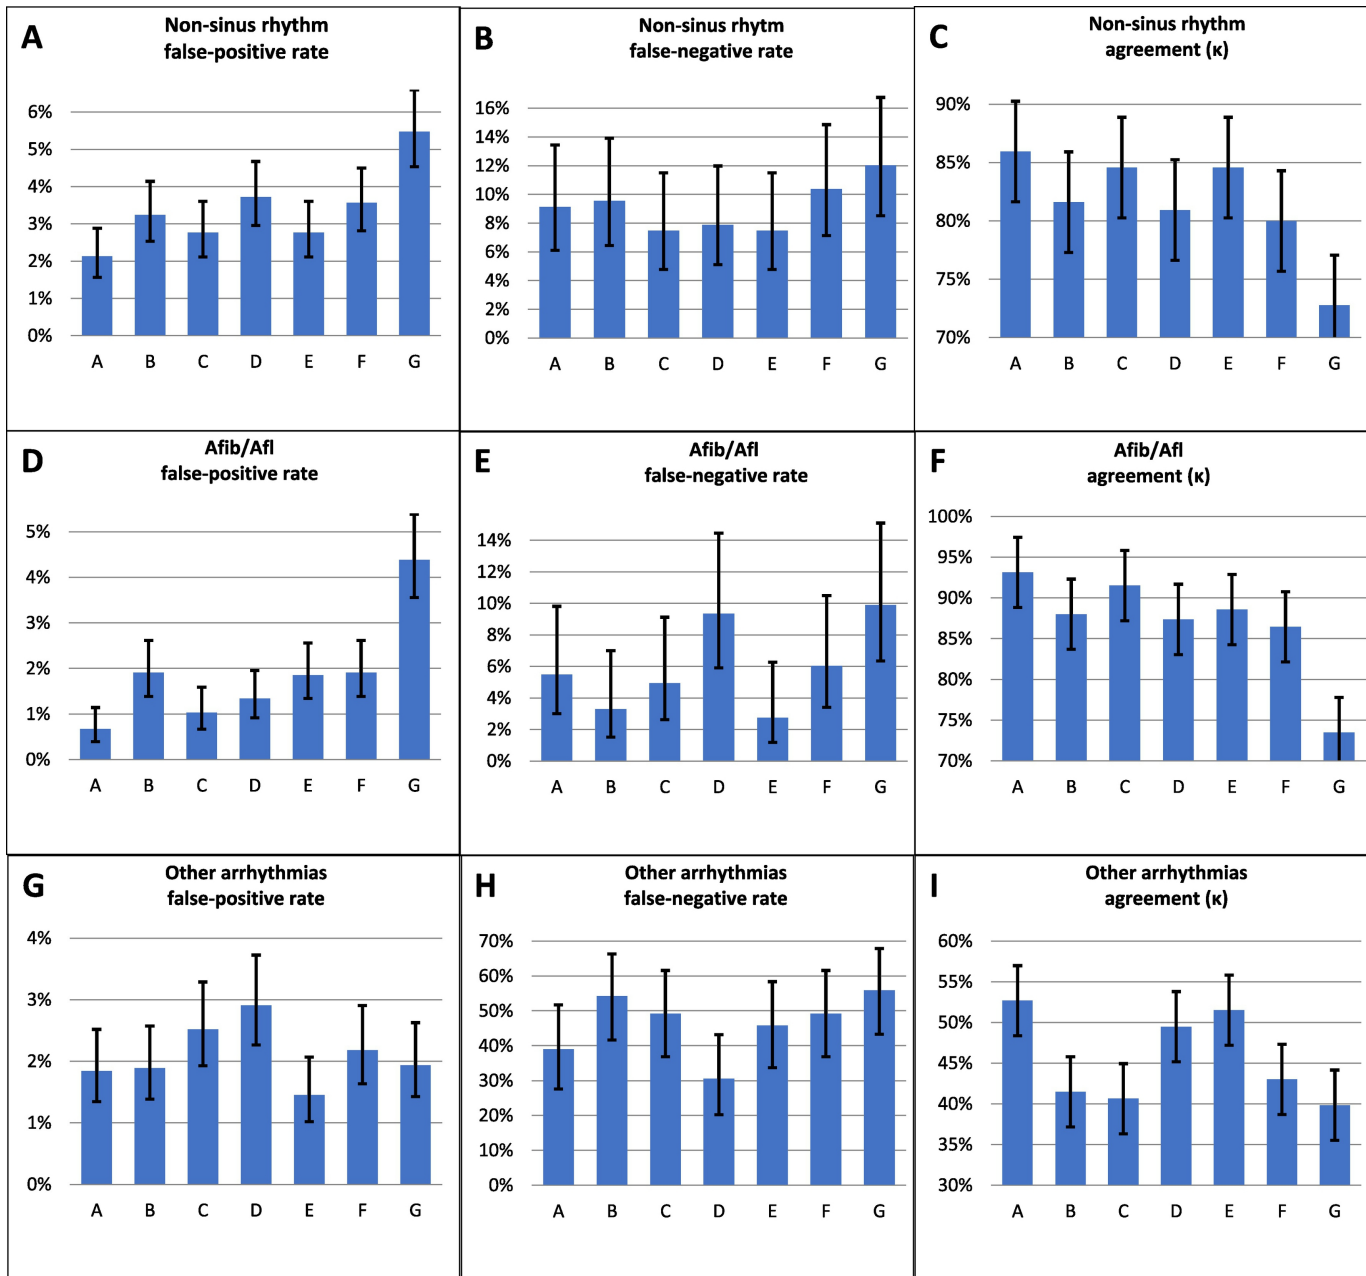 A
Non-sinus rhythm
false-positive rate
6%
5%
4%
3%
2%
1%
0%
A B C D E F G
B
Non-sinus rhytm
false-negative rate
16%
14%
12%
10%
8%
6%
4%
2%
0%
A B C D E F G
C
Non-sinus rhythm
agreement (κ)
90%
85%
80%
75%
70%
A B C D E F G
D
Afib/Afl
false-positive rate
5%
4%
3%
2%
1%
0%
A B C D E F G
E
Afib/Afl
false-negative rate
14%
12%
10%
8%
6%
4%
2%
0%
A B C D E F G
F
Afib/Afl
agreement (κ)
100%
95%
90%
85%
80%
75%
70%
A B C D E F G
G
Other arrhythmias
false-positive rate
4%
3%
2%
1%
0%
A B C D E F G
H
Other arrhythmias
false-negative rate
70%
60%
50%
40%
30%
20%
10%
0%
A B C D E F G
I
Other arrhythmias
agreement (κ)
60%
55%
50%
45%
40%
35%
30%
A B C D E F G